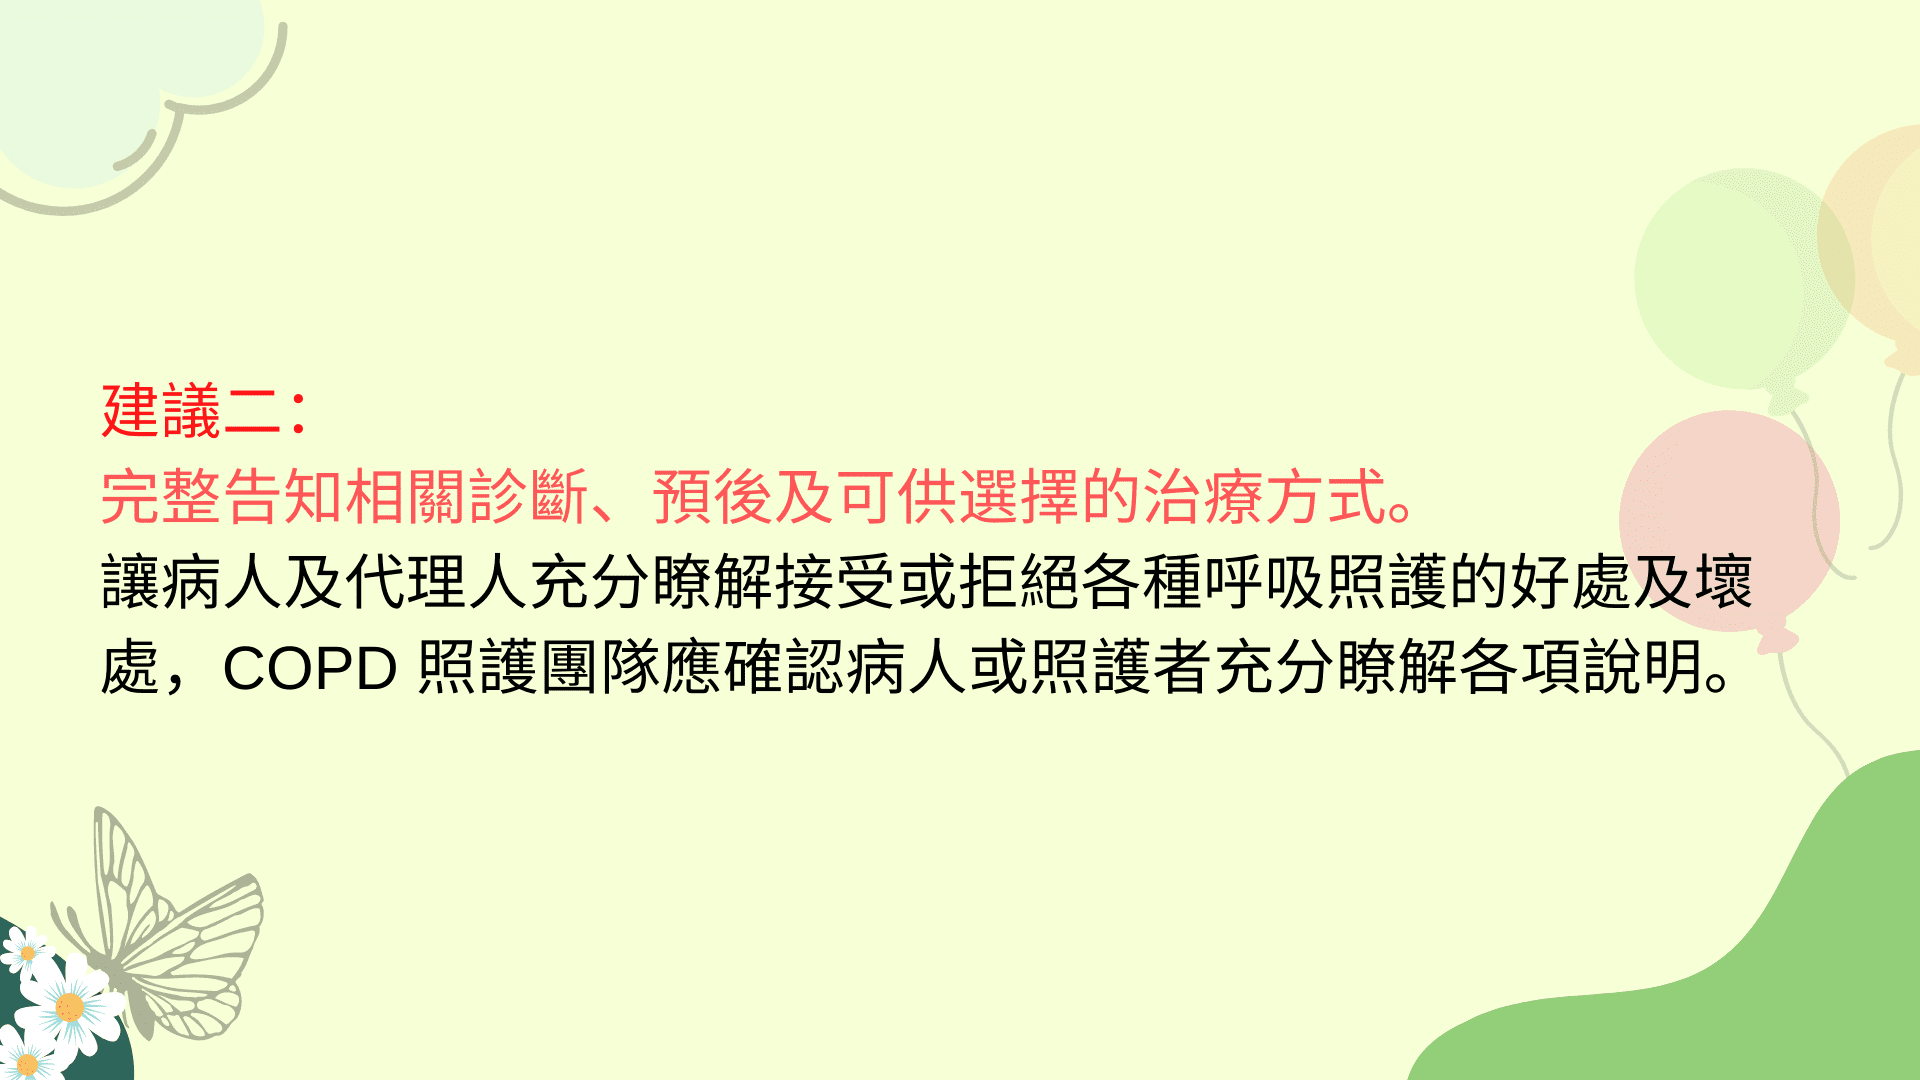 建議二：
完整告知相關診斷、預後及可供選擇的治療方式。
讓病人及代理人充分瞭解接受或拒絕各種呼吸照護的好處及壞
處，COPD 照護團隊應確認病人或照護者充分瞭解各項說明。